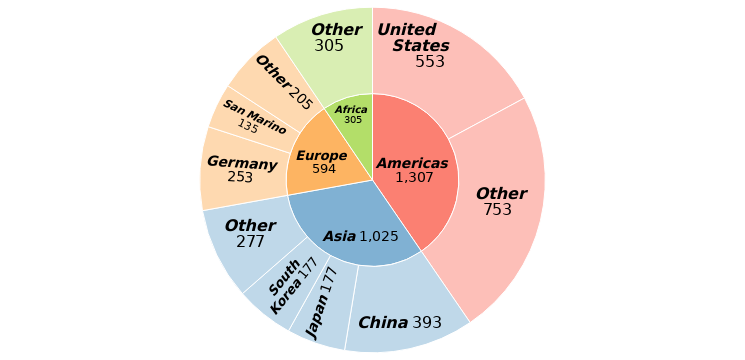 Other
305
United
States
553
Other 205
San Marino
135
Africa
305
Germany
253
Europe
594
Americas
1,307
Other
753
Other
277
Asia 1,025
South
Korea 177
Japan 177
China 393